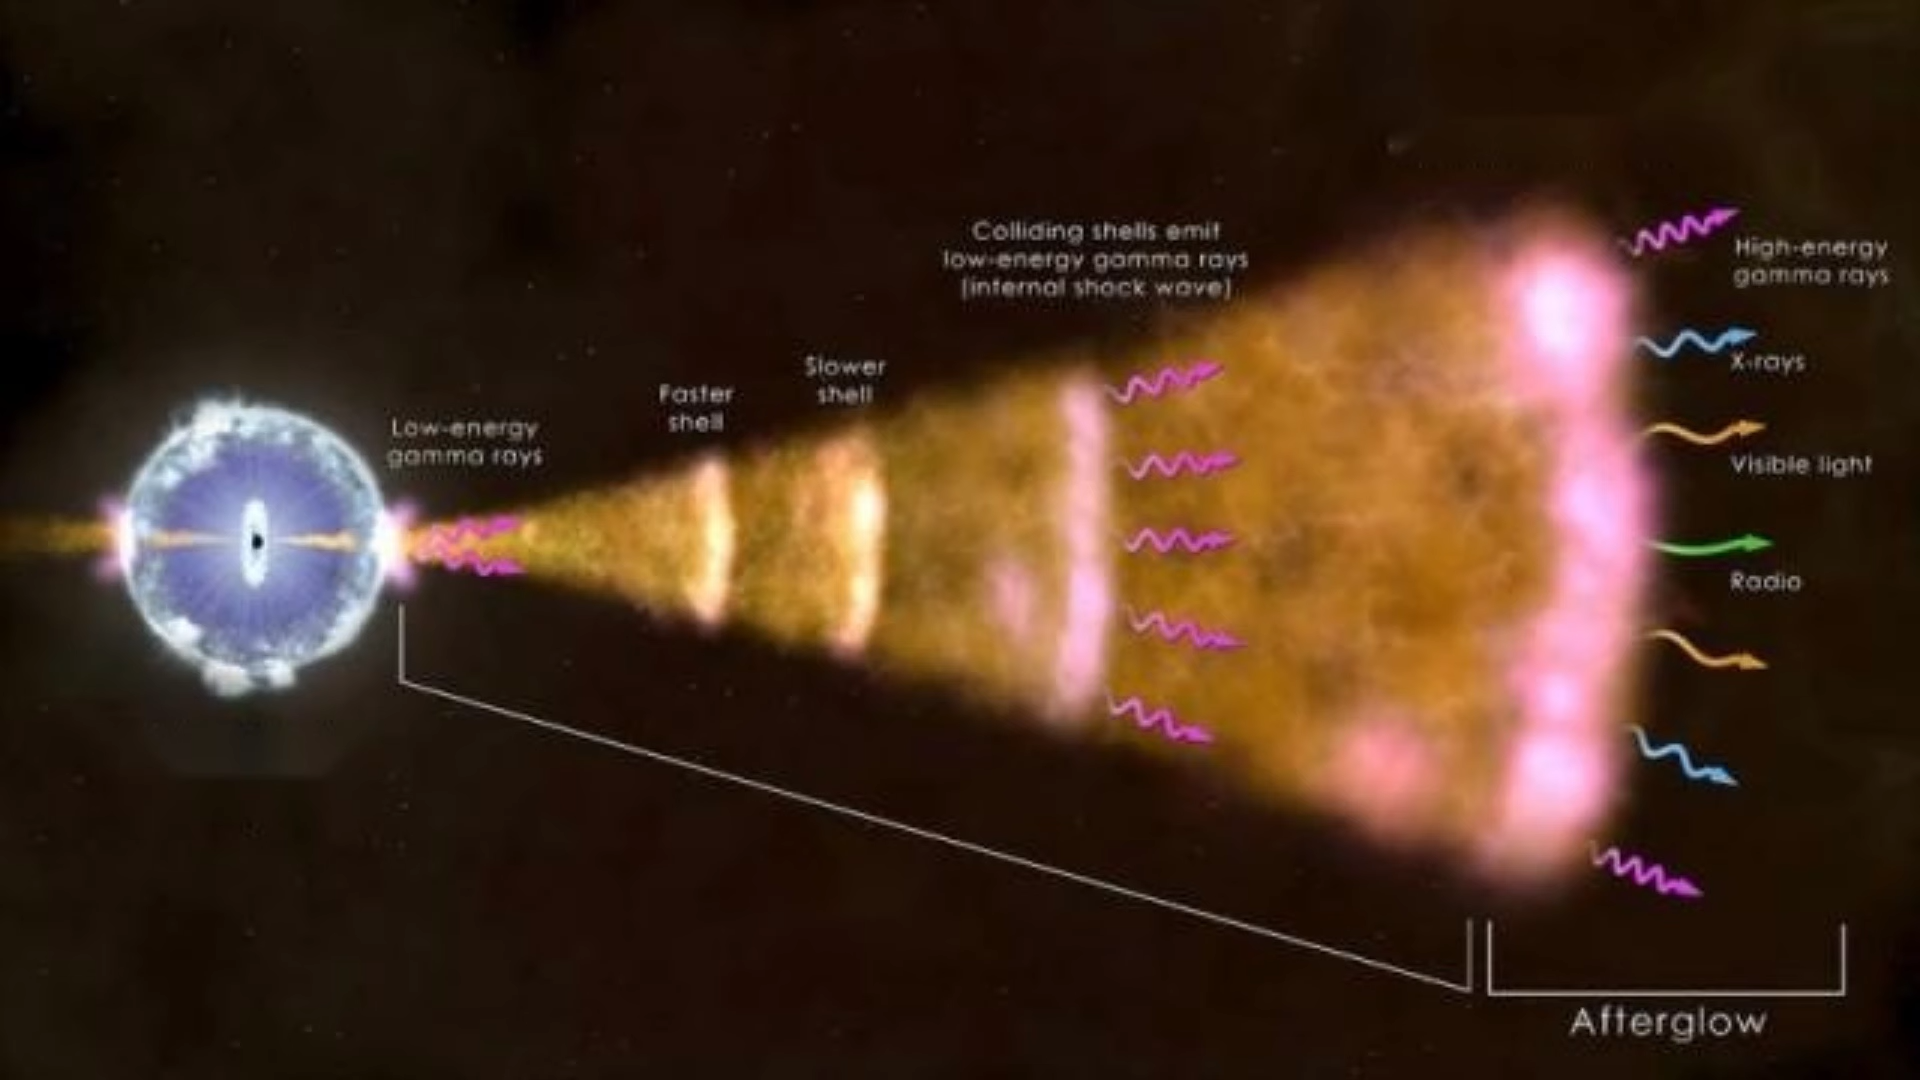 Low-energy
gamma rays
Faster
shell
Slower
shell
Colliding shells emit
low-energy gamma rays
(internal shock wave)
High-energy
gamma rays
X-rays
Visible light
Radio
Afterglow